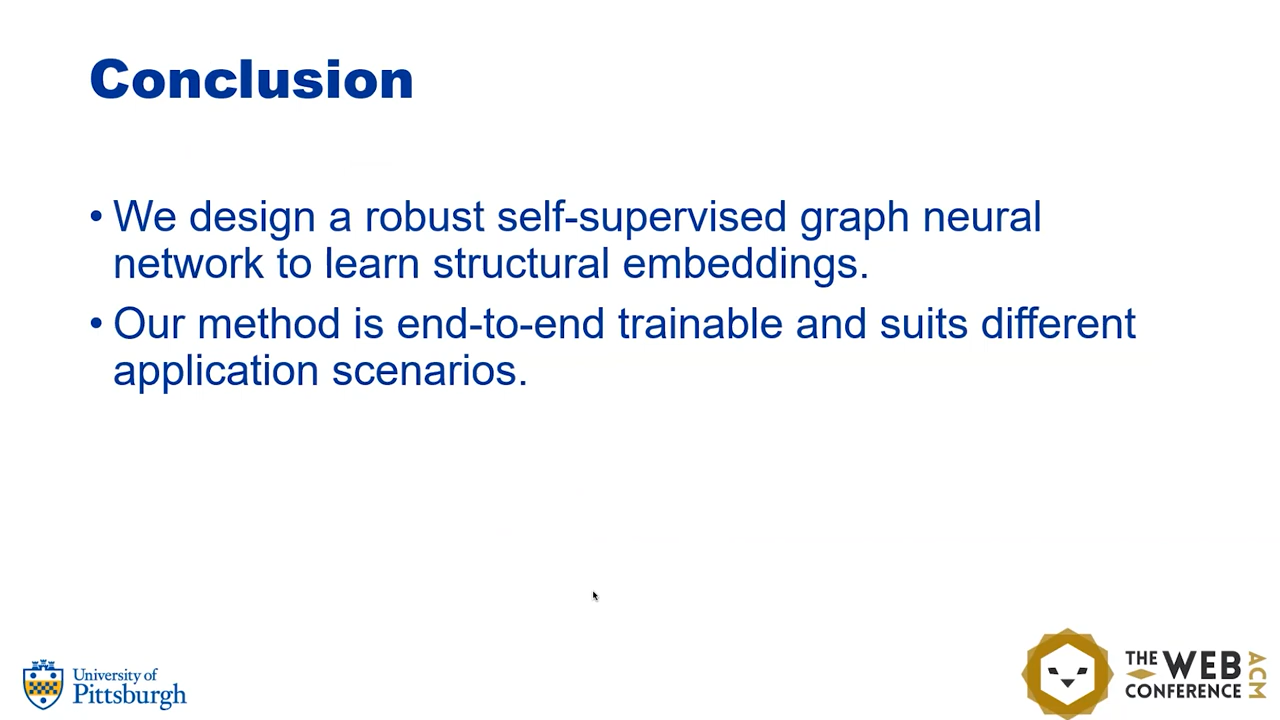 Conclusion
• We design a robust self-supervised graph neural
network to learn structural embeddings.
• Our method is end-to-end trainable and suits different
application scenarios.
University of
Pittsburgh
THE WEB
CONFERENCE
ACM